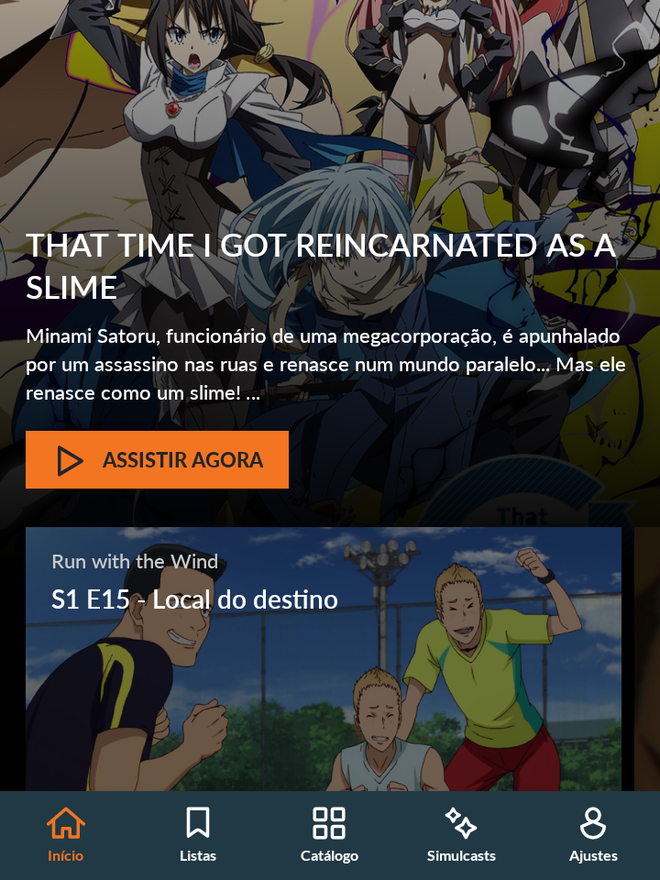 THAT TIME I GOT REINCARNATED AS A
SLIME
Minami Satoru, funcionário de uma megacorporação, é apunhalado
por um assassino nas ruas e renasce num mundo paralelo... Mas ele
renasce como um slime! ...
ASSISTIR AGORA
That
Run with the Wind
S1 E15 - Local do destino
Início
Listas
Catálogo
Simulcasts
Ajustes